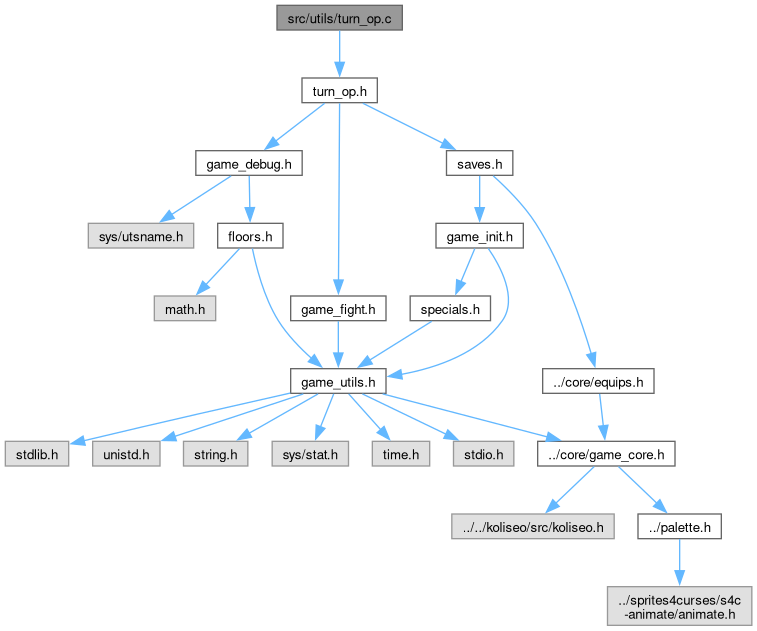 src/utils/turn_op.c
turn_op.h
game_debug.h
saves.h
sys/utsname.h
floors.h
game_init.h
math.h
game_fight.h
specials.h
game_utils.h
../core/equips.h
stdlib.h
unistd.h
string.h
sys/stat.h
time.h
stdio.h
../core/game_core.h
../../koliseo/src/koliseo.h
../palette.h
../sprites4curses/s4c
-animate/animate.h